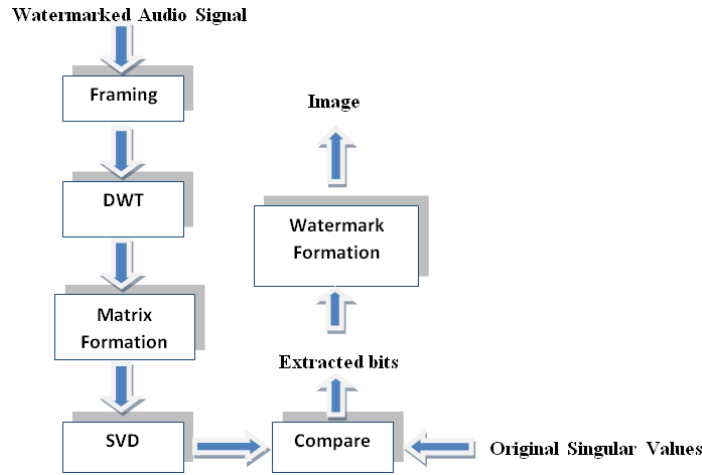 Watermarked Audio Signal
Framing
DWT
Matrix
Formation
SVD
Compare
Original Singular Values
Extracted bits
Watermark
Formation
Image